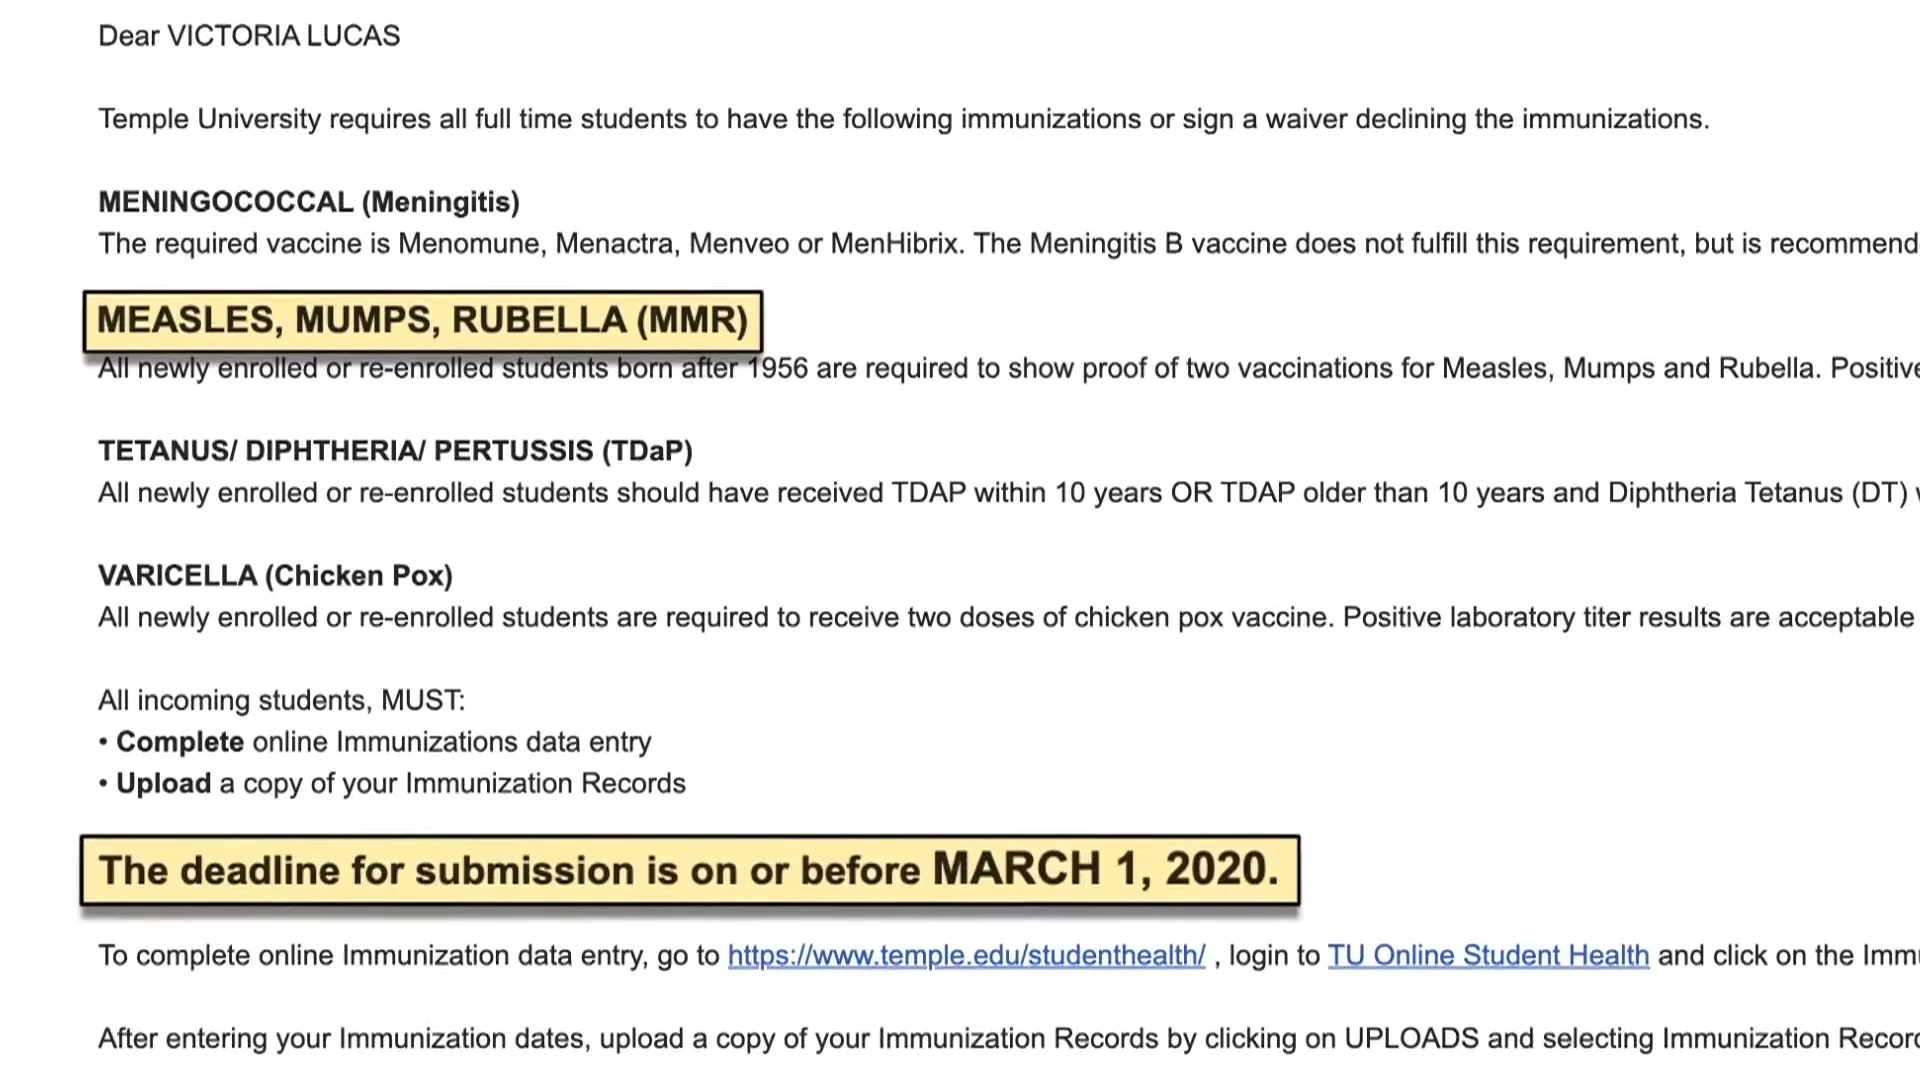 Dear VICTORIA LUCAS
Temple University requires all full time students to have the following immunizations or sign a waiver declining the immunizations.
MENINGOCOCCAL (Meningitis)
The required vaccine is Menomune, Menactra, Menveo or MenHibrix. The Meningitis B vaccine does not fulfill this requirement, but is recommend
MEASLES, MUMPS, RUBELLA (MMR)
All newly enrolled or re-enrolled students born after 1956 are required to show proof of two vaccinations for Measles, Mumps and Rubella. Positive
TETANUS/ DIPHTHERIA/ PERTUSSIS (TDaP)
All newly enrolled or re-enrolled students should have received TDAP within 10 years OR TDAP older than 10 years and Diphtheria Tetanus (DT)
VARICELLA (Chicken Pox)
All newly enrolled or re-enrolled students are required to receive two doses of chicken pox vaccine. Positive laboratory titer results are acceptable
All incoming students, MUST:
• Complete online Immunizations data entry
• Upload a copy of your Immunization Records
The deadline for submission is on or before MARCH 1, 2020.
To complete online Immunization data entry, go to https://www.temple.edu/studenthealth/ , login to TU Online Student Health and click on the Imm
After entering your Immunization dates, upload a copy of your Immunization Records by clicking on UPLOADS and selecting Immunization Recor